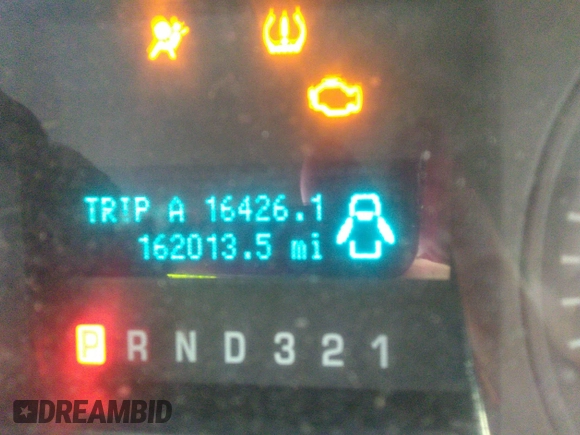 TRIP A 16426.1
162013.5 mi
P R N D 3 2 1
DREAMBID